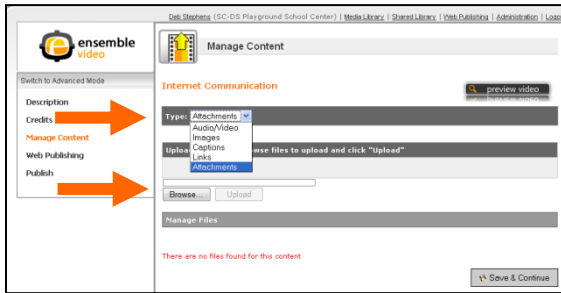 Deb Stephens (SC-DS Playground School Center) | Media Library | Shared Library | Web Publishing | Administration | Logo
ensemble
video
Manage Content
Switch to Advanced Mode
Description
Credits
Manage Content
Web Publishing
Publish
Internet Communication
preview video
Type: Attachments
Audio/Video
Images
Captions
Links
Attachments
Uploa wse files to upload and click "Upload"
Browse... Upload
Manage Files
There are no files found for this content
Save & Continue